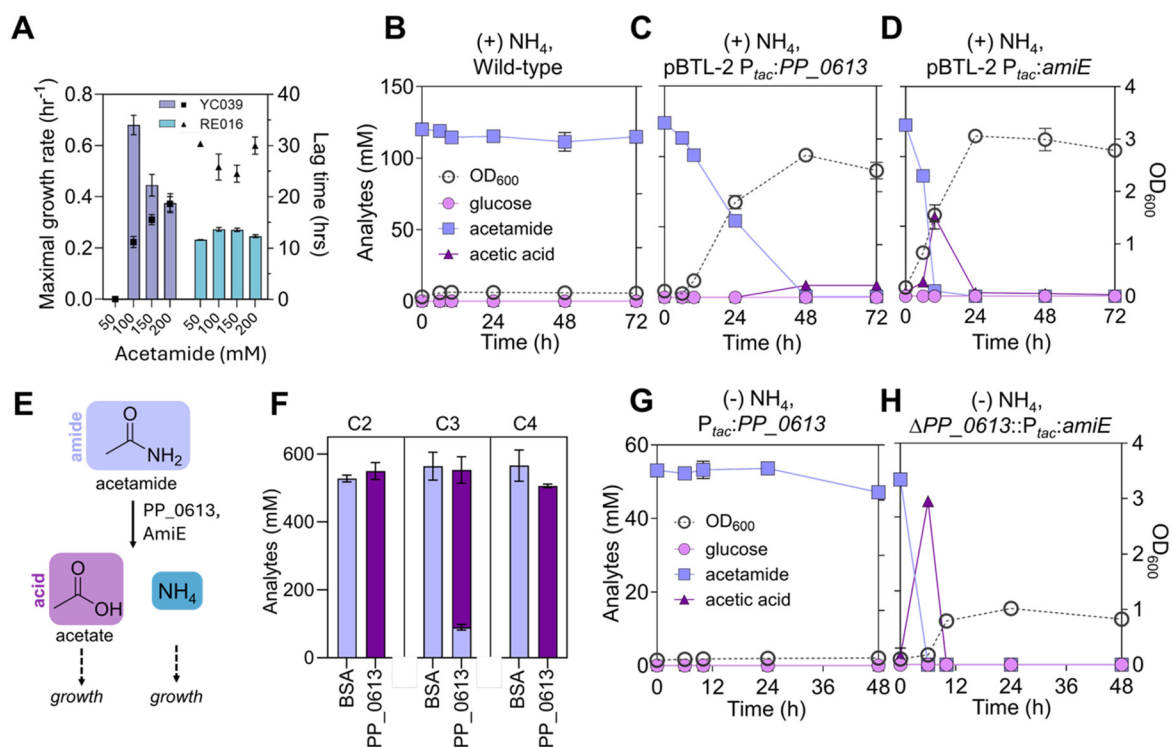 A
Maximal growth rate (hr⁻¹)
0.8
0.6
0.4
0.2
0.0
YC039
RE016
40
30
20
10
0
Lag time (hrs)
50
100
150
200
50
100
150
200
Acetamide (mM)
B
(+) NH₄,
Wild-type
Analytes (mM)
150
100
50
0
OD₆₀₀
glucose
acetamide
acetic acid
0 24 48 72
Time (h)
C
(+) NH₄,
pBTL-2 Pₜₐc:PP_0613
0 24 48 72
Time (h)
D
(+) NH₄,
pBTL-2 Pₜₐc:amiE
4
3
2
1
0
OD₆₀₀
0 24 48 72
Time (h)
E
amide
O
NH₂
acetamide
PP_0613,
AmiE
acid
O
OH
NH₄
acetate
growth growth
F
C2 C3 C4
Analytes (mM)
600
400
200
0
BSA
PP_0613
BSA
PP_0613
BSA
PP_0613
G
(-) NH₄,
Pₜₐc:PP_0613
Analytes (mM)
60
40
20
0
OD₆₀₀
glucose
acetamide
acetic acid
0 12 24 36 48
Time (h)
H
(-) NH₄,
ΔPP_0613::Pₜₐc:amiE
4
3
2
1
0
OD₆₀₀
0 12 24 36 48
Time (h)